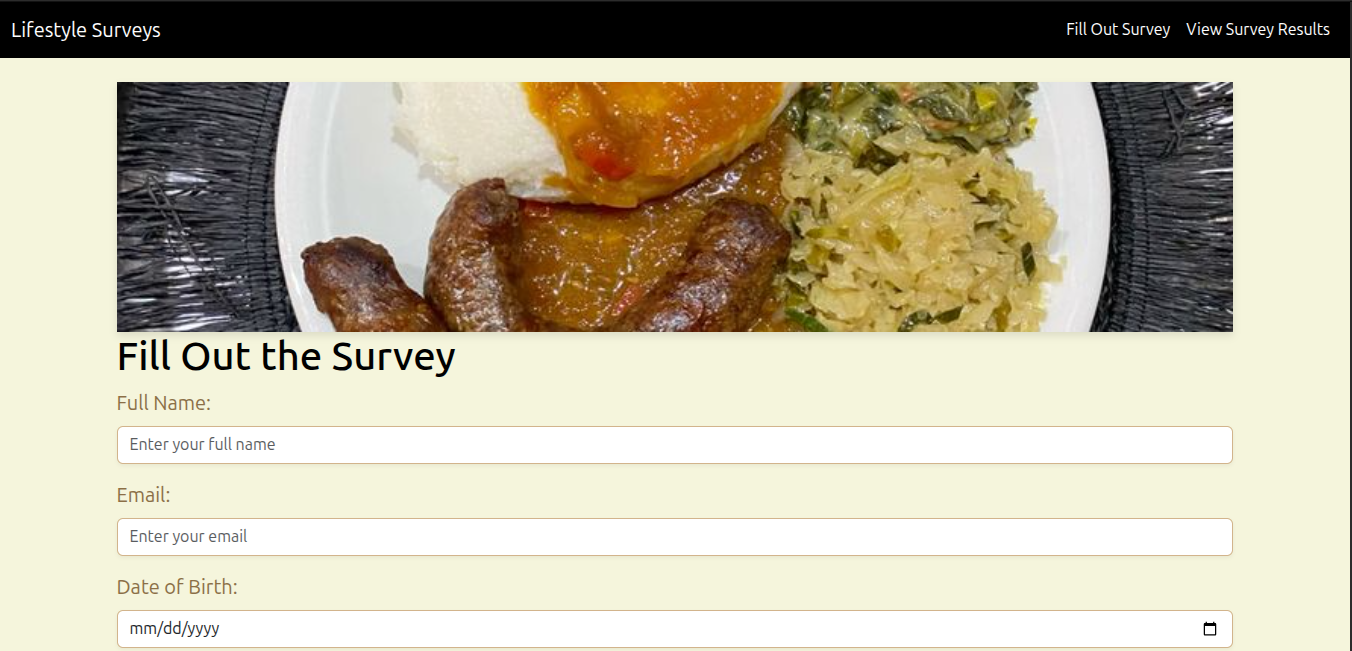 Lifestyle Surveys
Fill Out Survey View Survey Results
Fill Out the Survey
Full Name:
Enter your full name
Email:
Enter your email
Date of Birth:
mm/dd/yyyy